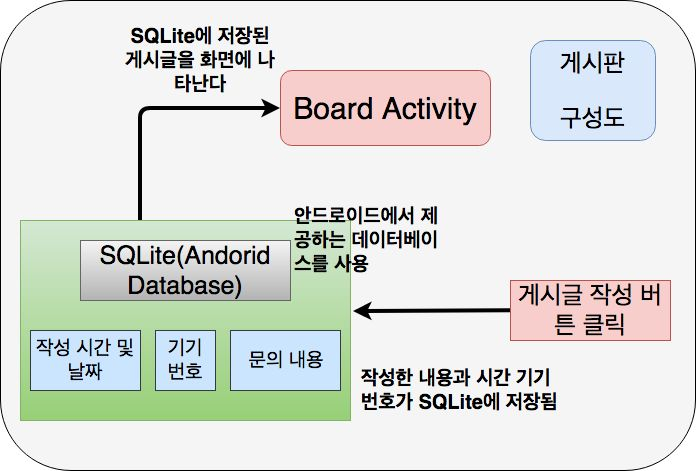 SQLite에 저장된
게시글을 화면에 나
타난다
Board Activity
게시판
구성도
안드로이드에서 제
공하는 데이터베이
스를 사용
SQLite(Andorid
Database)
게시글 작성 버
튼 클릭
작성 시간 및
날짜
기기
번호
문의 내용
작성한 내용과 시간 기기
번호가 SQLite에 저장됨